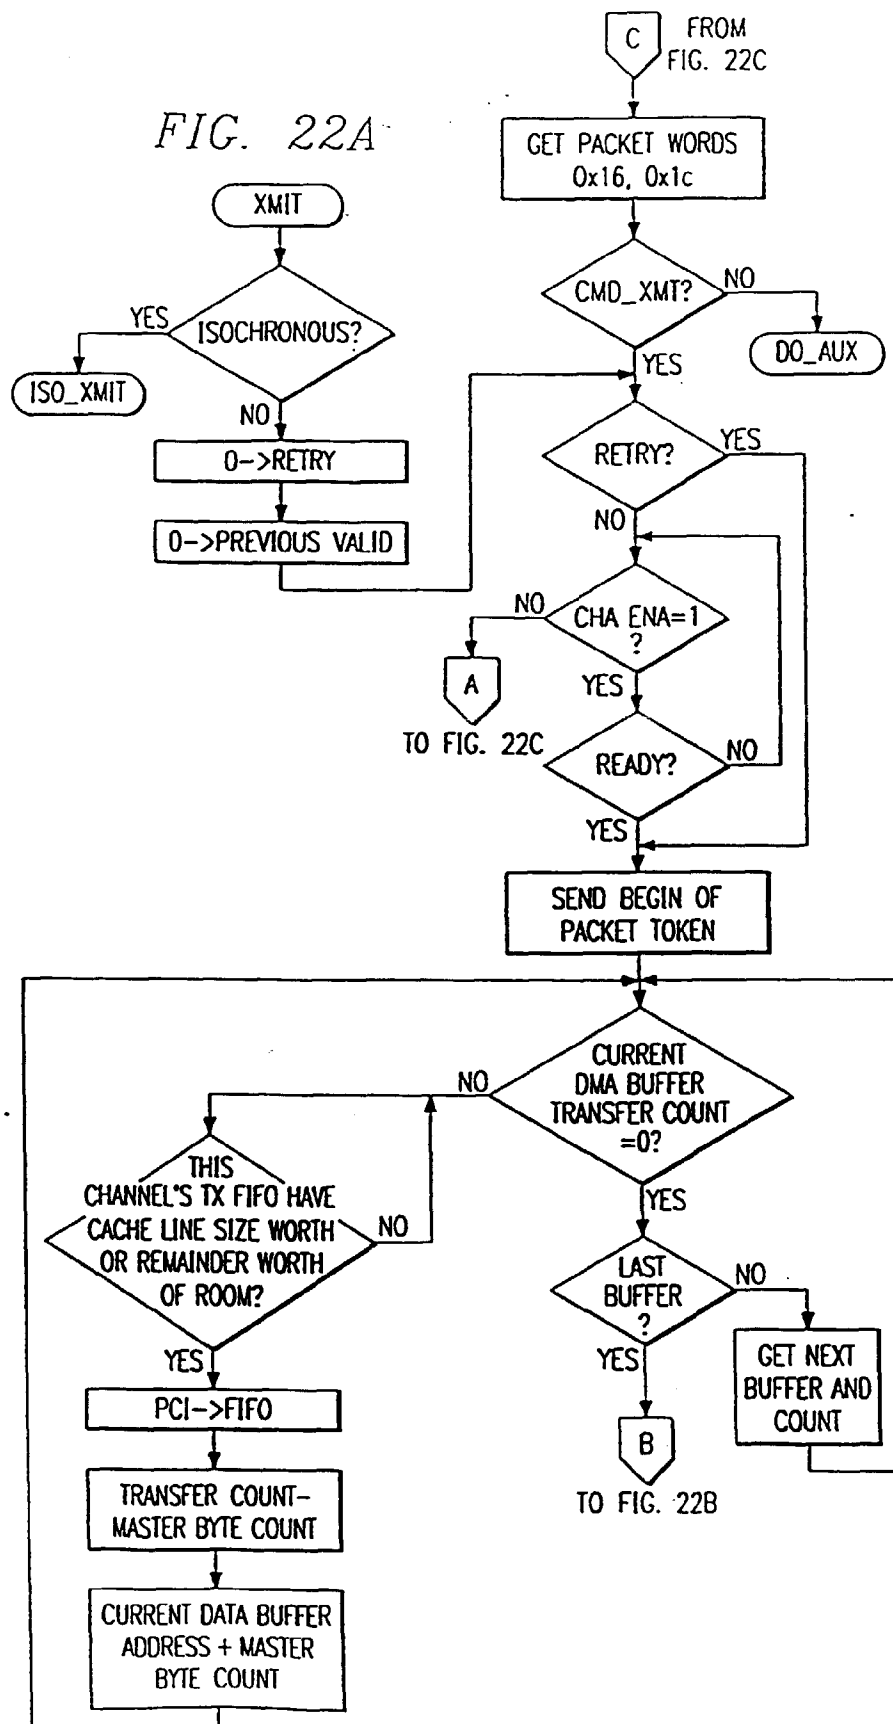 C
FROM
FIG. 22C
FIG. 22A
GET PACKET WORDS
0x16, 0x1c
XMIT
CMD_XMT?
NO
DO_AUX
YES
ISOCHRONOUS?
YES
ISO_XMIT
NO
0->RETRY
0->PREVIOUS VALID
RETRY?
YES
NO
CHA ENA=1
?
NO
A
TO FIG. 22C
YES
READY?
NO
YES
SEND BEGIN OF
PACKET TOKEN
CURRENT
DMA BUFFER
TRANSFER COUNT
=0?
NO
YES
THIS
CHANNEL'S TX FIFO HAVE
CACHE LINE SIZE WORTH
OR REMAINDER WORTH
OF ROOM?
NO
YES
LAST
BUFFER
?
NO
YES
GET NEXT
BUFFER AND
COUNT
B
TO FIG. 22B
PCI->FIFO
TRANSFER COUNT-
MASTER BYTE COUNT
CURRENT DATA BUFFER
ADDRESS + MASTER
BYTE COUNT